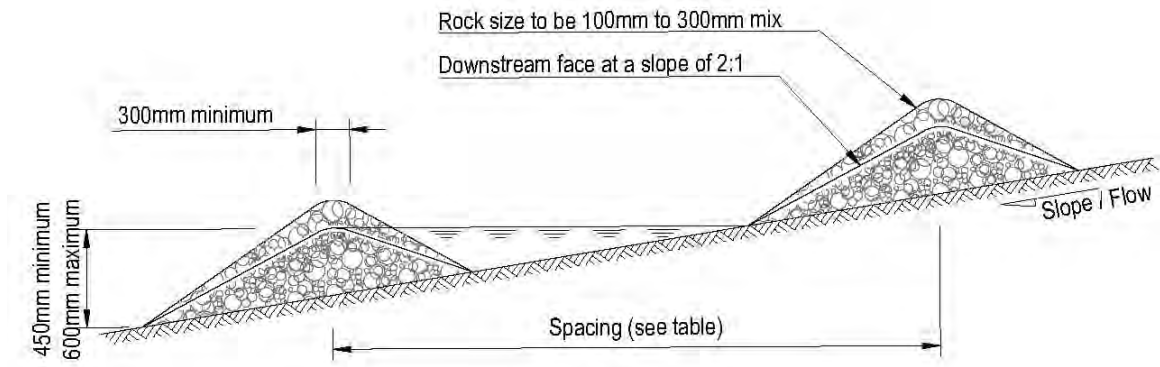 Rock size to be 100mm to 300mm mix
Downstream face at a slope of 2:1
300mm minimum
450mm minimum
600mm maximum
Slope / Flow
Spacing (see table)